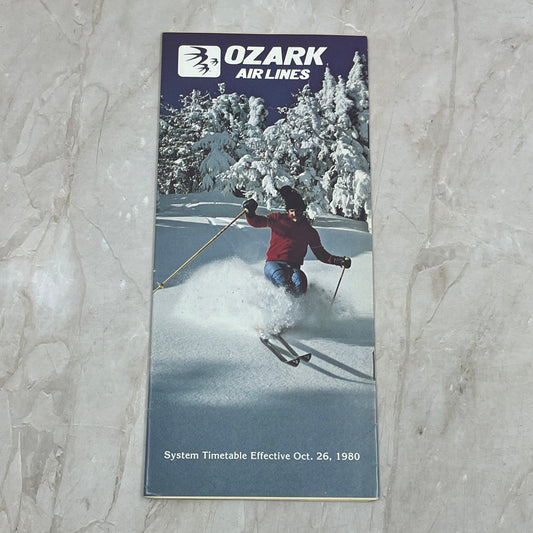 OZARK
AIR LINES
System Timetable Effective Oct. 26, 1980